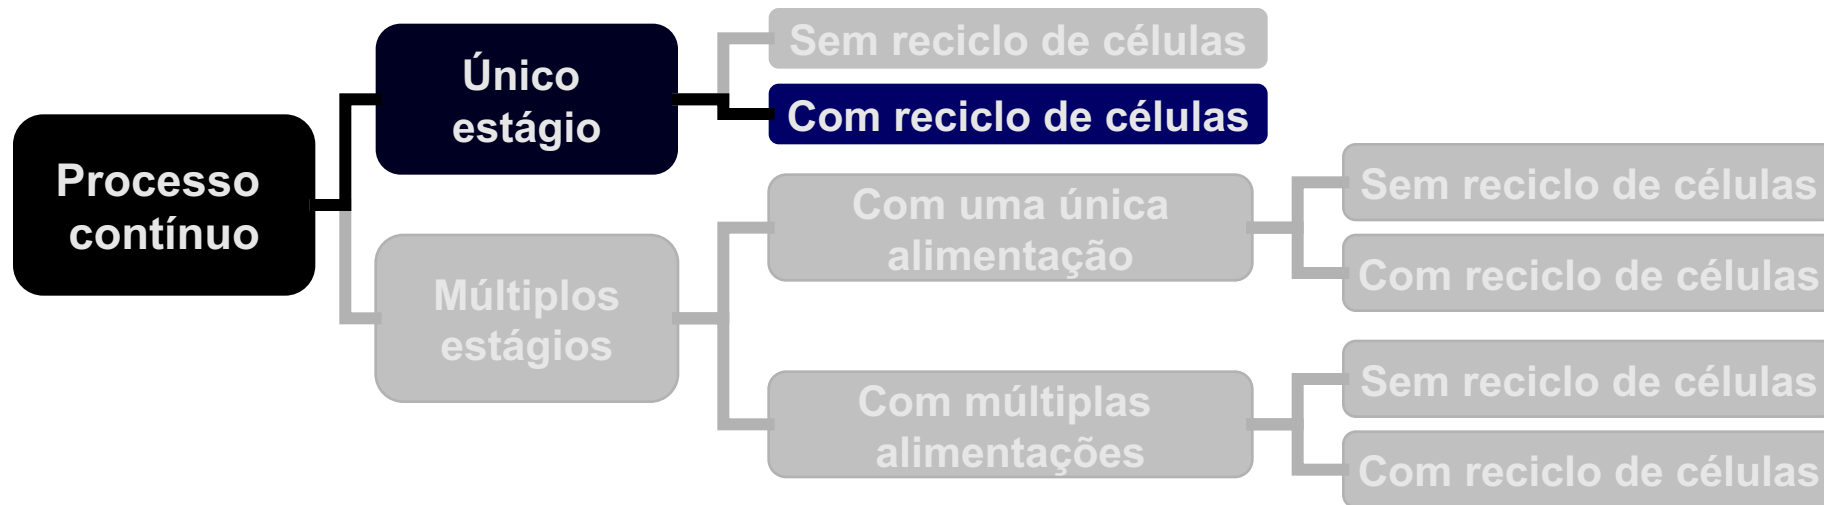 Processo
contínuo
Único
estágio
Sem reciclo de células
Com reciclo de células
Múltiplos
estágios
Com uma única
alimentação
Sem reciclo de células
Com reciclo de células
Com múltiplas
alimentações
Sem reciclo de células
Com reciclo de células